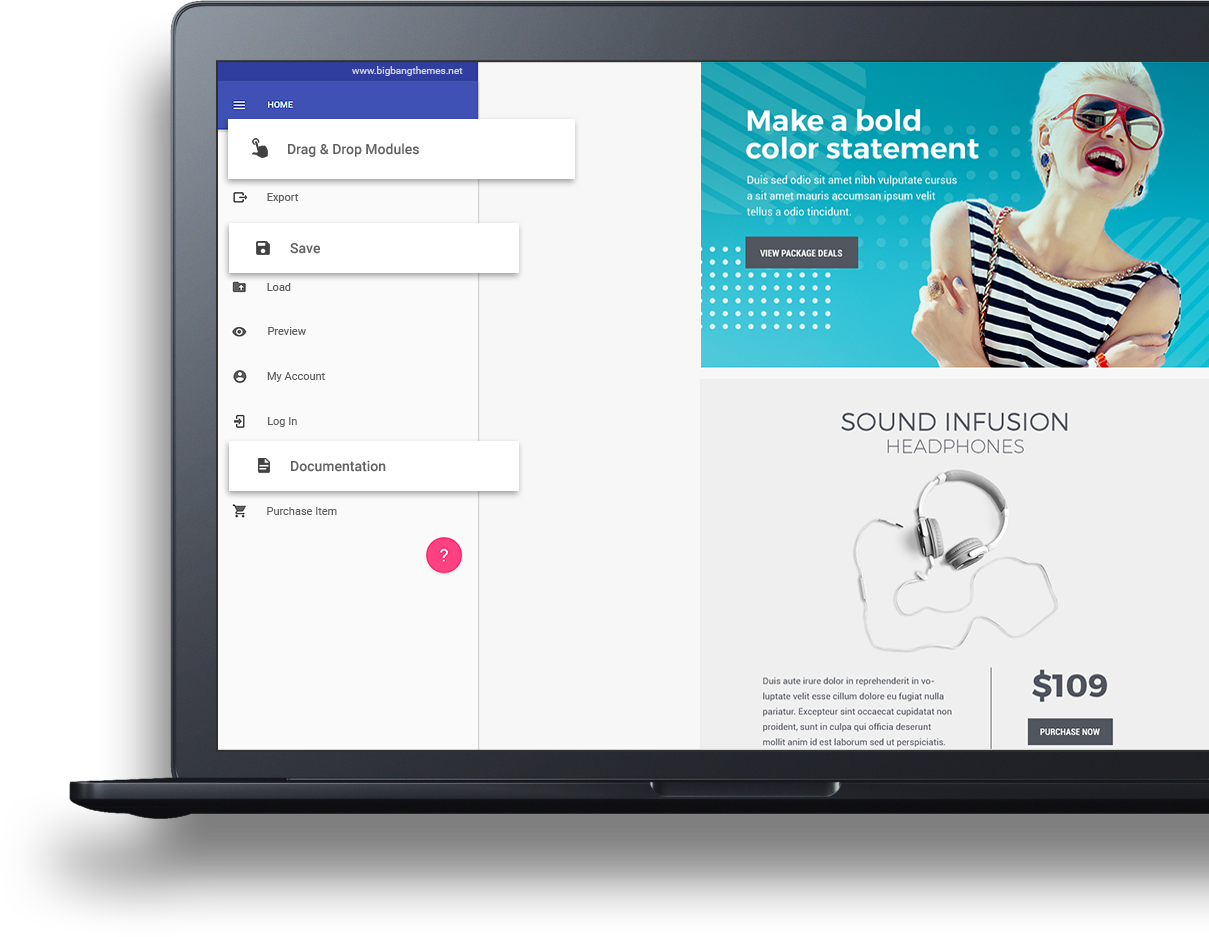 www.bigbangthemes.net
HOME
Drag & Drop Modules
Export
Save
Load
Preview
My Account
Log In
Documentation
Purchase Item
?
Make a bold
color statement
Duis sed odio sit amet nibh vulputate cursus
a sit amet mauris accumsan ipsum velit
tellus a odio tincidunt.
VIEW PACKAGE DEALS
SOUND INFUSION
HEADPHONES
Duis aute irure dolor in reprehenderit in vo-
luptate velit esse cillum dolore eu fugiat nulla
pariatur. Excepteur sint occaecat cupidatat non
proident, sunt in culpa qui officia deserunt
mollit anim id est laborum sed ut perspiciatis.
$109
PURCHASE NOW